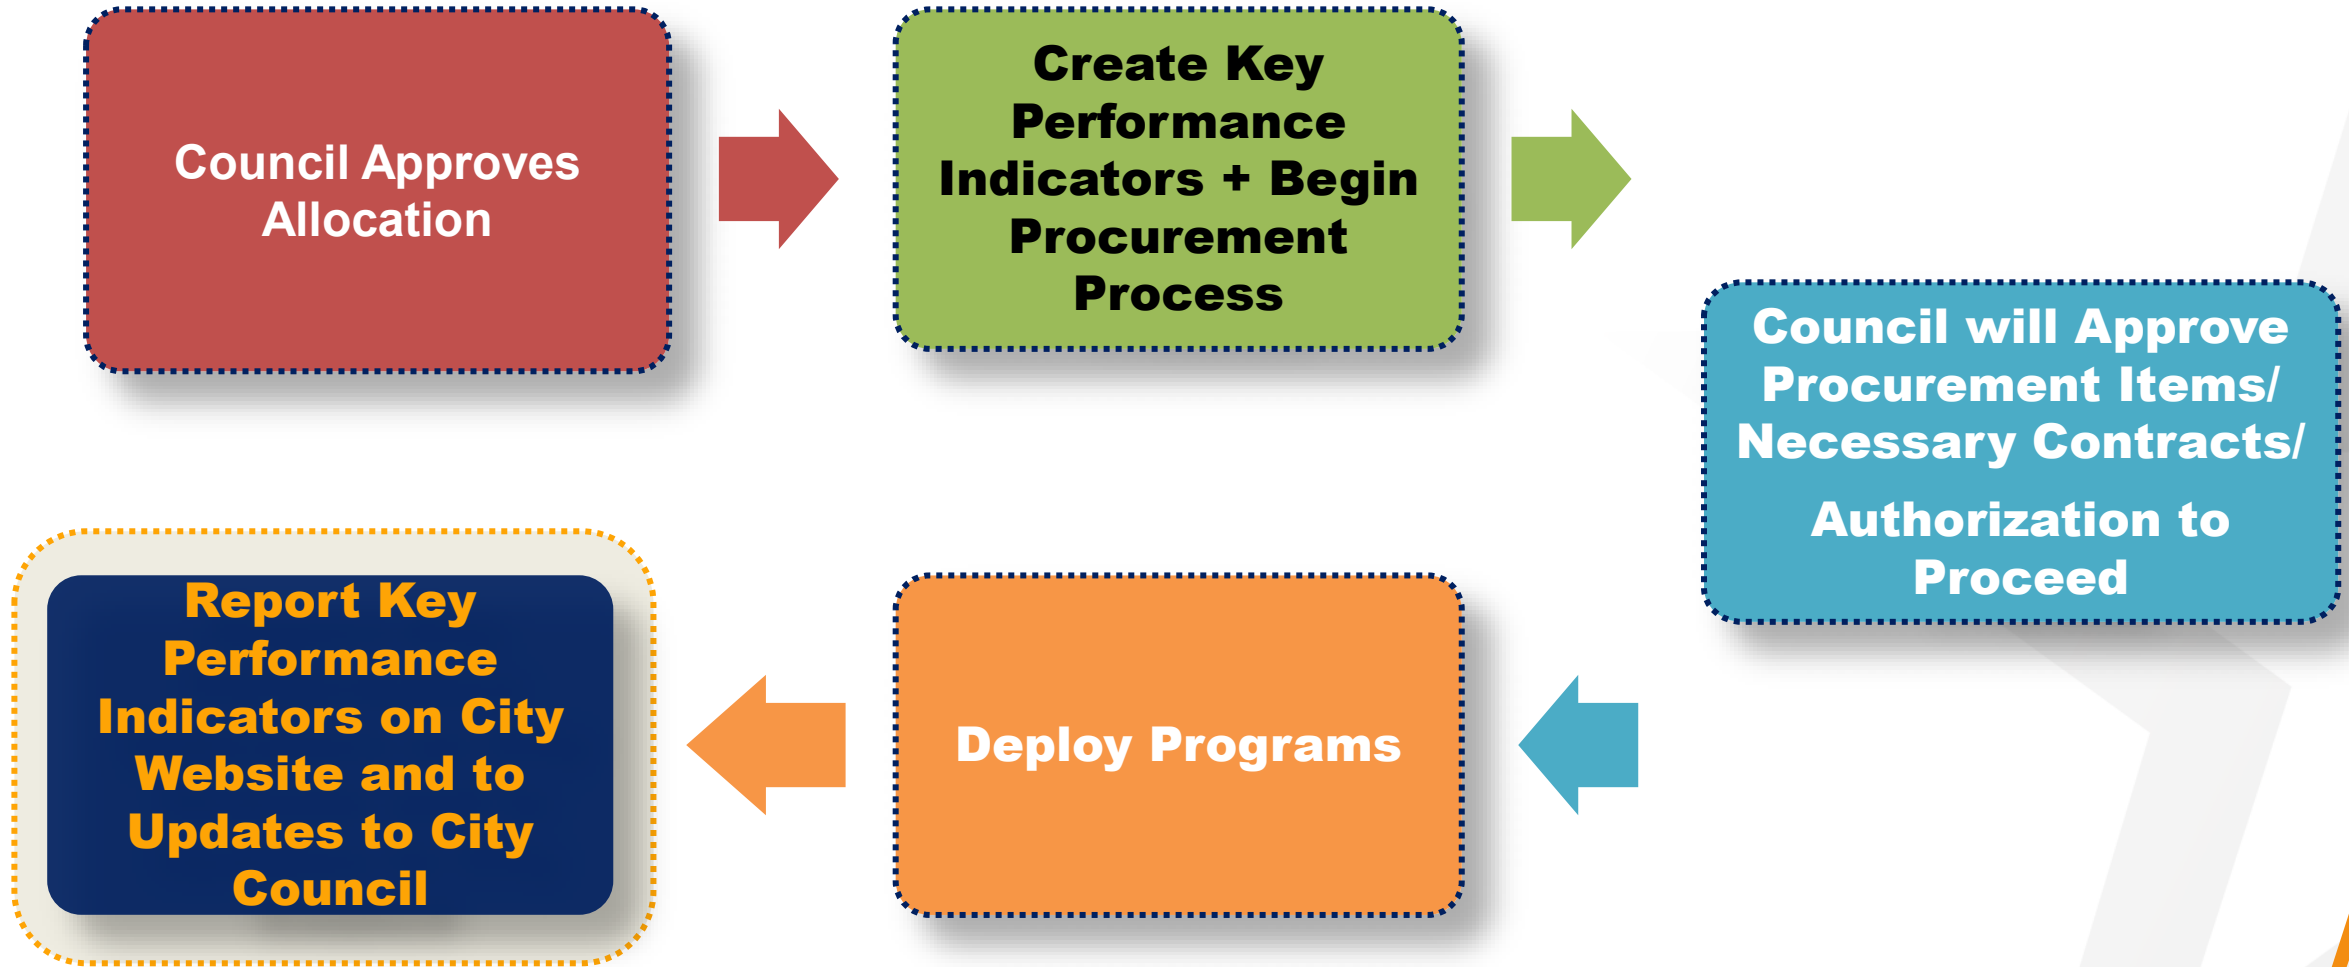 Council Approves
Allocation
Create Key
Performance
Indicators + Begin
Procurement
Process
Council will Approve
Procurement Items/
Necessary Contracts/
Authorization to
Proceed
Deploy Programs
Report Key
Performance
Indicators on City
Website and to
Updates to City
Council